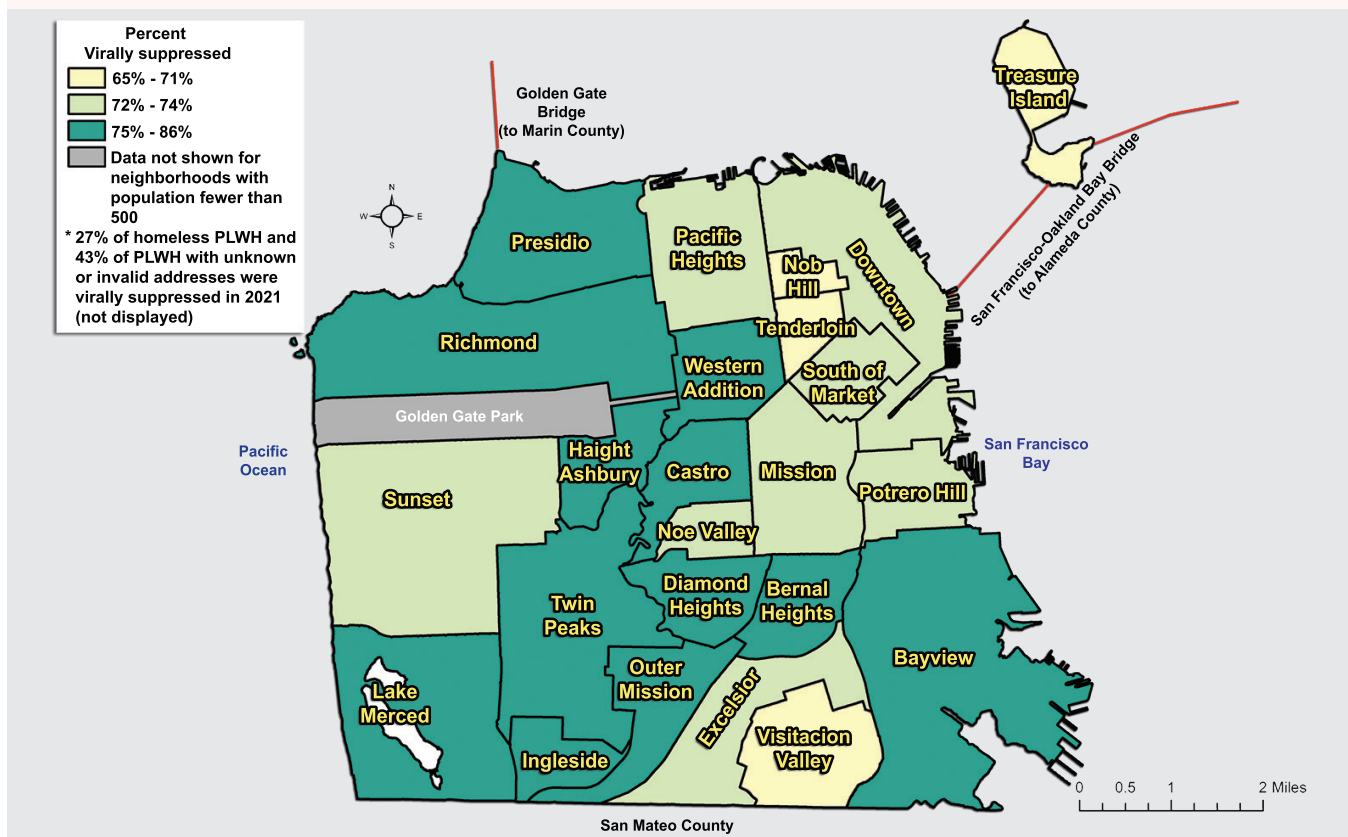 Percent
Virally suppressed
65% - 71%
72% - 74%
75% - 86%
Data not shown for
neighborhoods with
population fewer than
500
* 27% of homeless PLWH and
43% of PLWH with unknown
or invalid addresses were
virally suppressed in 2021
(not displayed)
Golden Gate
Bridge
(to Marin County)
N
W
E
S
Treasure
Island
San Francisco-Oakland Bay Bridge
(to Alameda County)
Presidio
Pacific
Heights
Nob
Hill
Downtown
Tenderloin
Richmond
Western
Addition
South of
Market
Golden Gate Park
Pacific
Ocean
Haight
Ashbury
Castro
Mission
San Francisco
Bay
Sunset
Potrero Hill
Noe Valley
Diamond
Heights
Bernal
Heights
Twin
Peaks
Bayview
Outer
Mission
Lake
Merced
Excelsior
Visitacion
Valley
Ingleside
0 0.5 1 2 Miles
San Mateo County